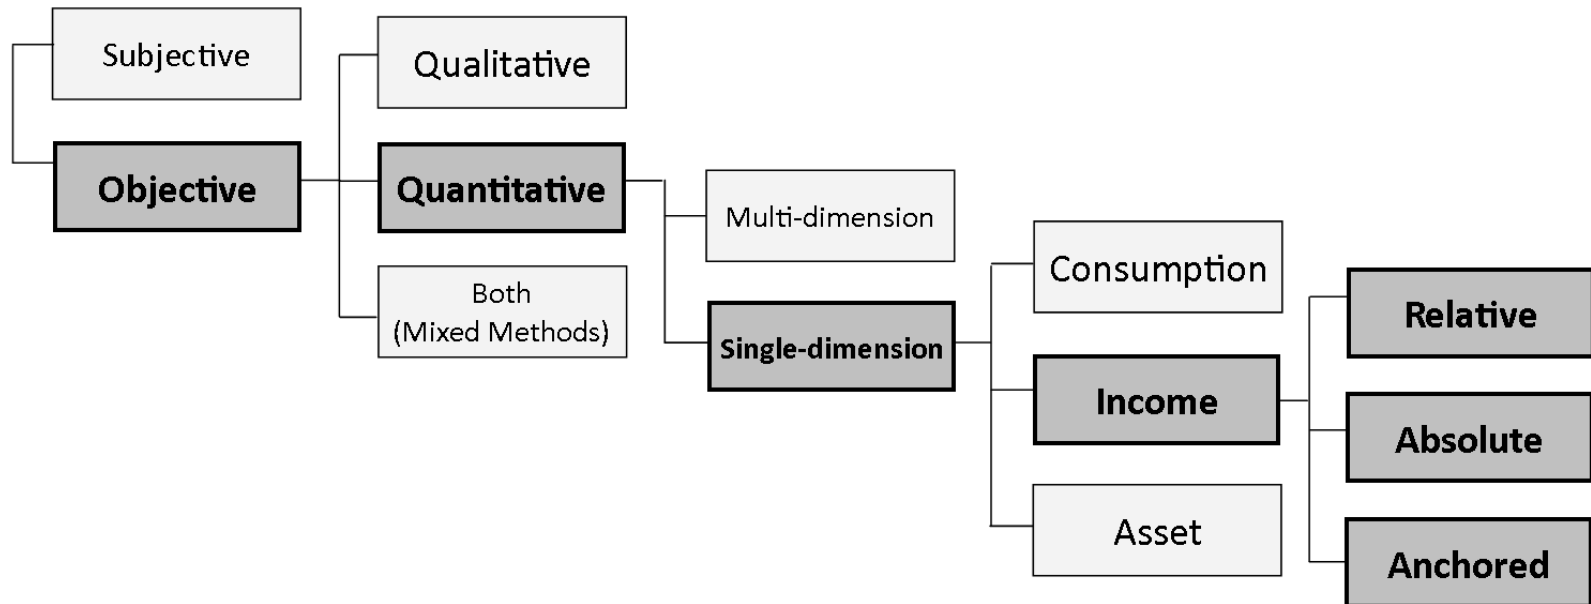 Subjective
Objective
Qualitative
Quantitative
Both
(Mixed Methods)
Multi-dimension
Single-dimension
Consumption
Income
Asset
Relative
Absolute
Anchored